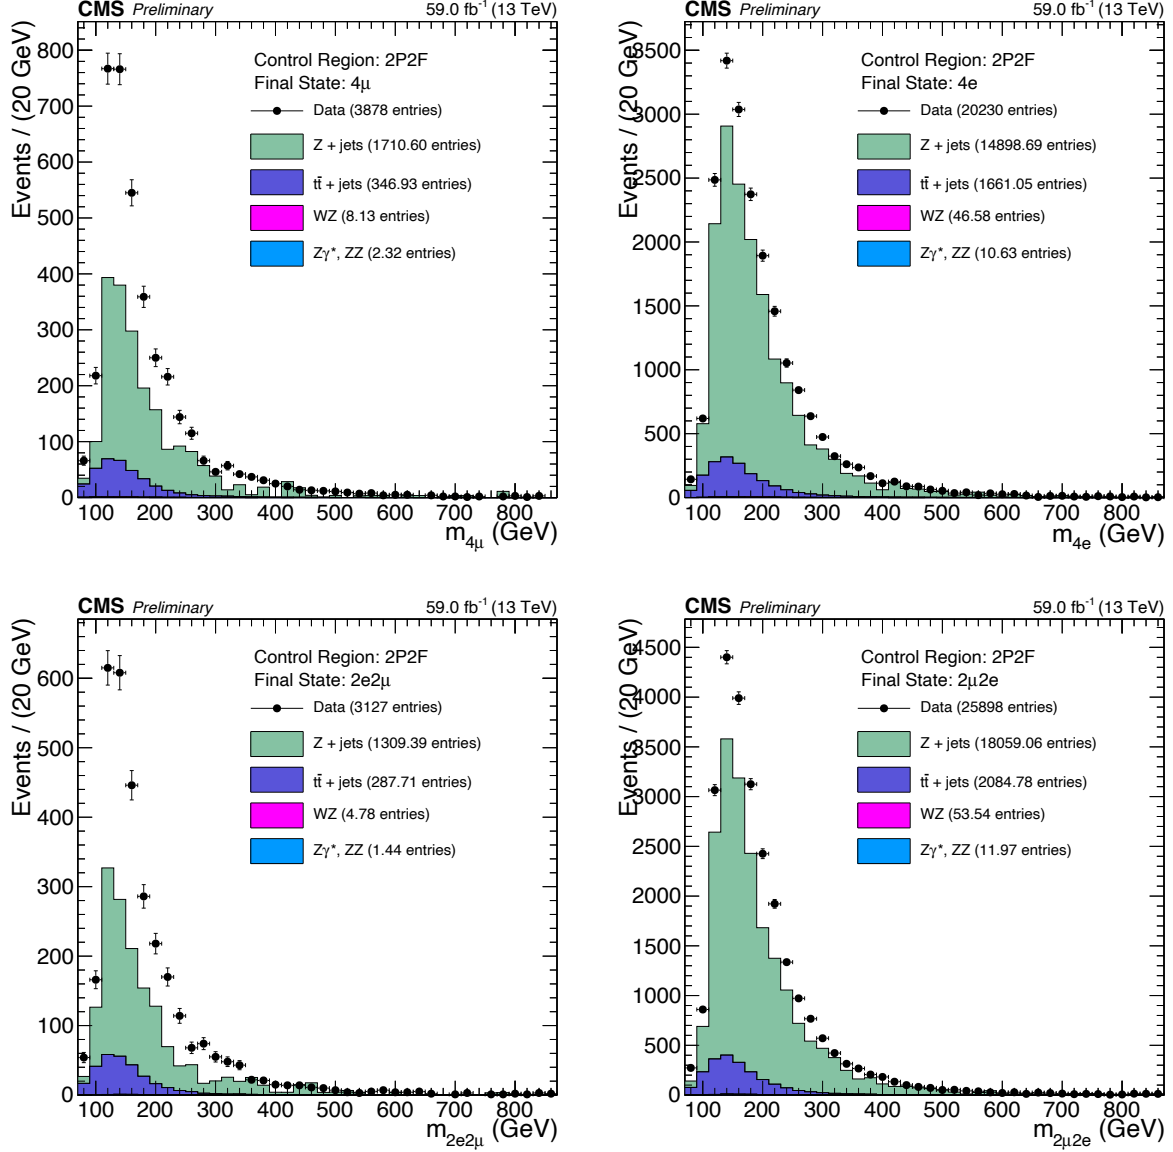 CMS Preliminary 59.0 fb⁻¹ (13 TeV)
Events / (20 GeV)
Control Region: 2P2F
Final State: 4μ
Data (3878 entries)
Z + jets (1710.60 entries)
tt̄ + jets (346.93 entries)
WZ (8.13 entries)
Zγ*, ZZ (2.32 entries)
800
700
600
500
400
300
200
100
0
100 200 300 400 500 600 700 800
m4μ (GeV)
CMS Preliminary 59.0 fb⁻¹ (13 TeV)
Events / (20 GeV)
Control Region: 2P2F
Final State: 4e
Data (20230 entries)
Z + jets (14898.69 entries)
tt̄ + jets (1661.05 entries)
WZ (46.58 entries)
Zγ*, ZZ (10.63 entries)
3500
3000
2500
2000
1500
1000
500
0
100 200 300 400 500 600 700 800
m4e (GeV)
CMS Preliminary 59.0 fb⁻¹ (13 TeV)
Events / (20 GeV)
Control Region: 2P2F
Final State: 2e2μ
Data (3127 entries)
Z + jets (1309.39 entries)
tt̄ + jets (287.71 entries)
WZ (4.78 entries)
Zγ*, ZZ (1.44 entries)
600
500
400
300
200
100
0
100 200 300 400 500 600 700 800
m2e2μ (GeV)
CMS Preliminary 59.0 fb⁻¹ (13 TeV)
Events / (20 GeV)
Control Region: 2P2F
Final State: 2μ2e
Data (25898 entries)
Z + jets (18059.06 entries)
tt̄ + jets (2084.78 entries)
WZ (53.54 entries)
Zγ*, ZZ (11.97 entries)
4500
4000
3500
3000
2500
2000
1500
1000
500
0
100 200 300 400 500 600 700 800
m2μ2e (GeV)